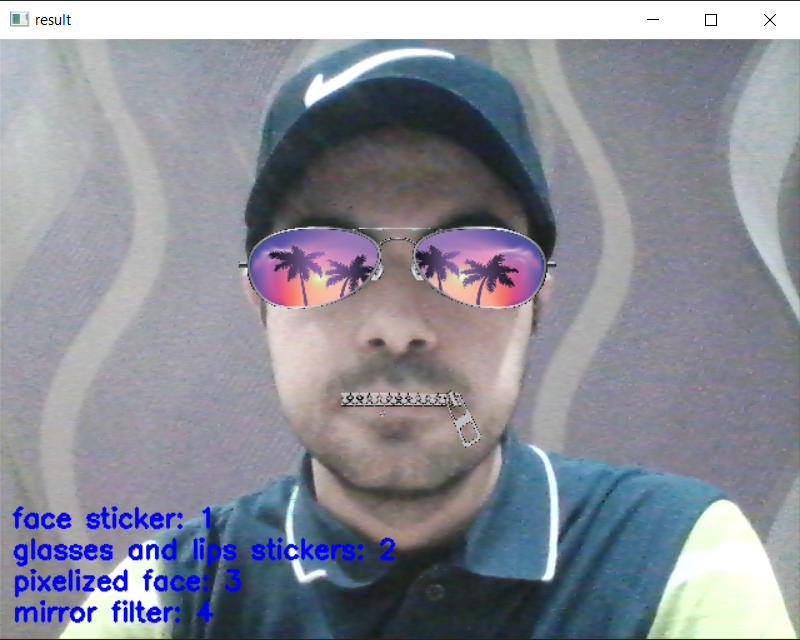 result
face sticker: 1
glasses and lips stickers: 2
pixelized face: 3
mirror filter: 4